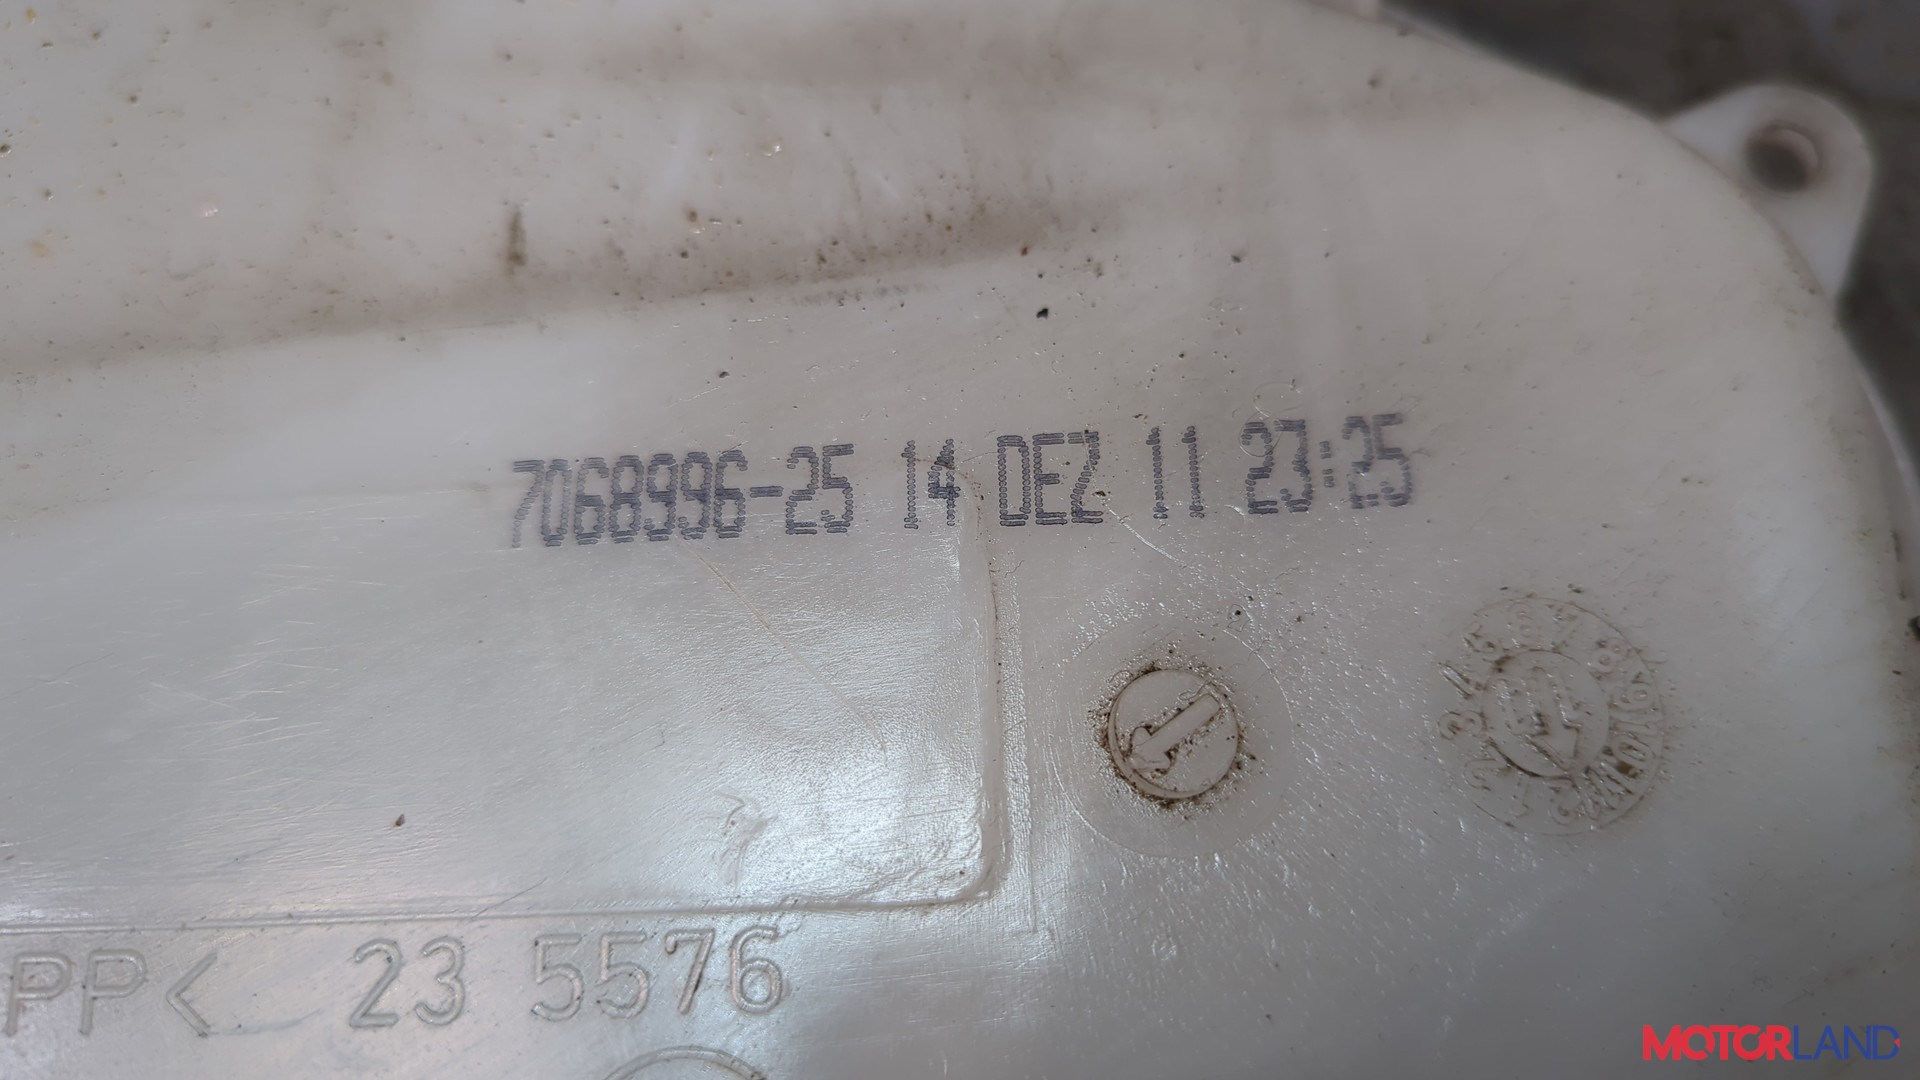 7068996-25 14 DEZ 11 23:25
PP< 23 5576
MOTORLAND